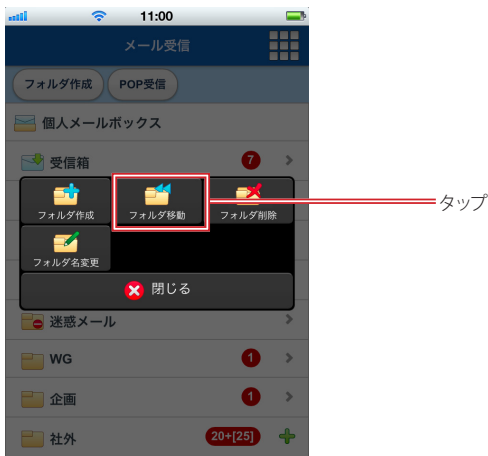 11:00
メール受信
フォルダ作成 POP受信
個人メールボックス
受信箱 7
フォルダ作成 フォルダ移動 フォルダ削除
タップ
フォルダ名変更
閉じる
迷惑メール
WG 1
企画 1
社外 20+[25]